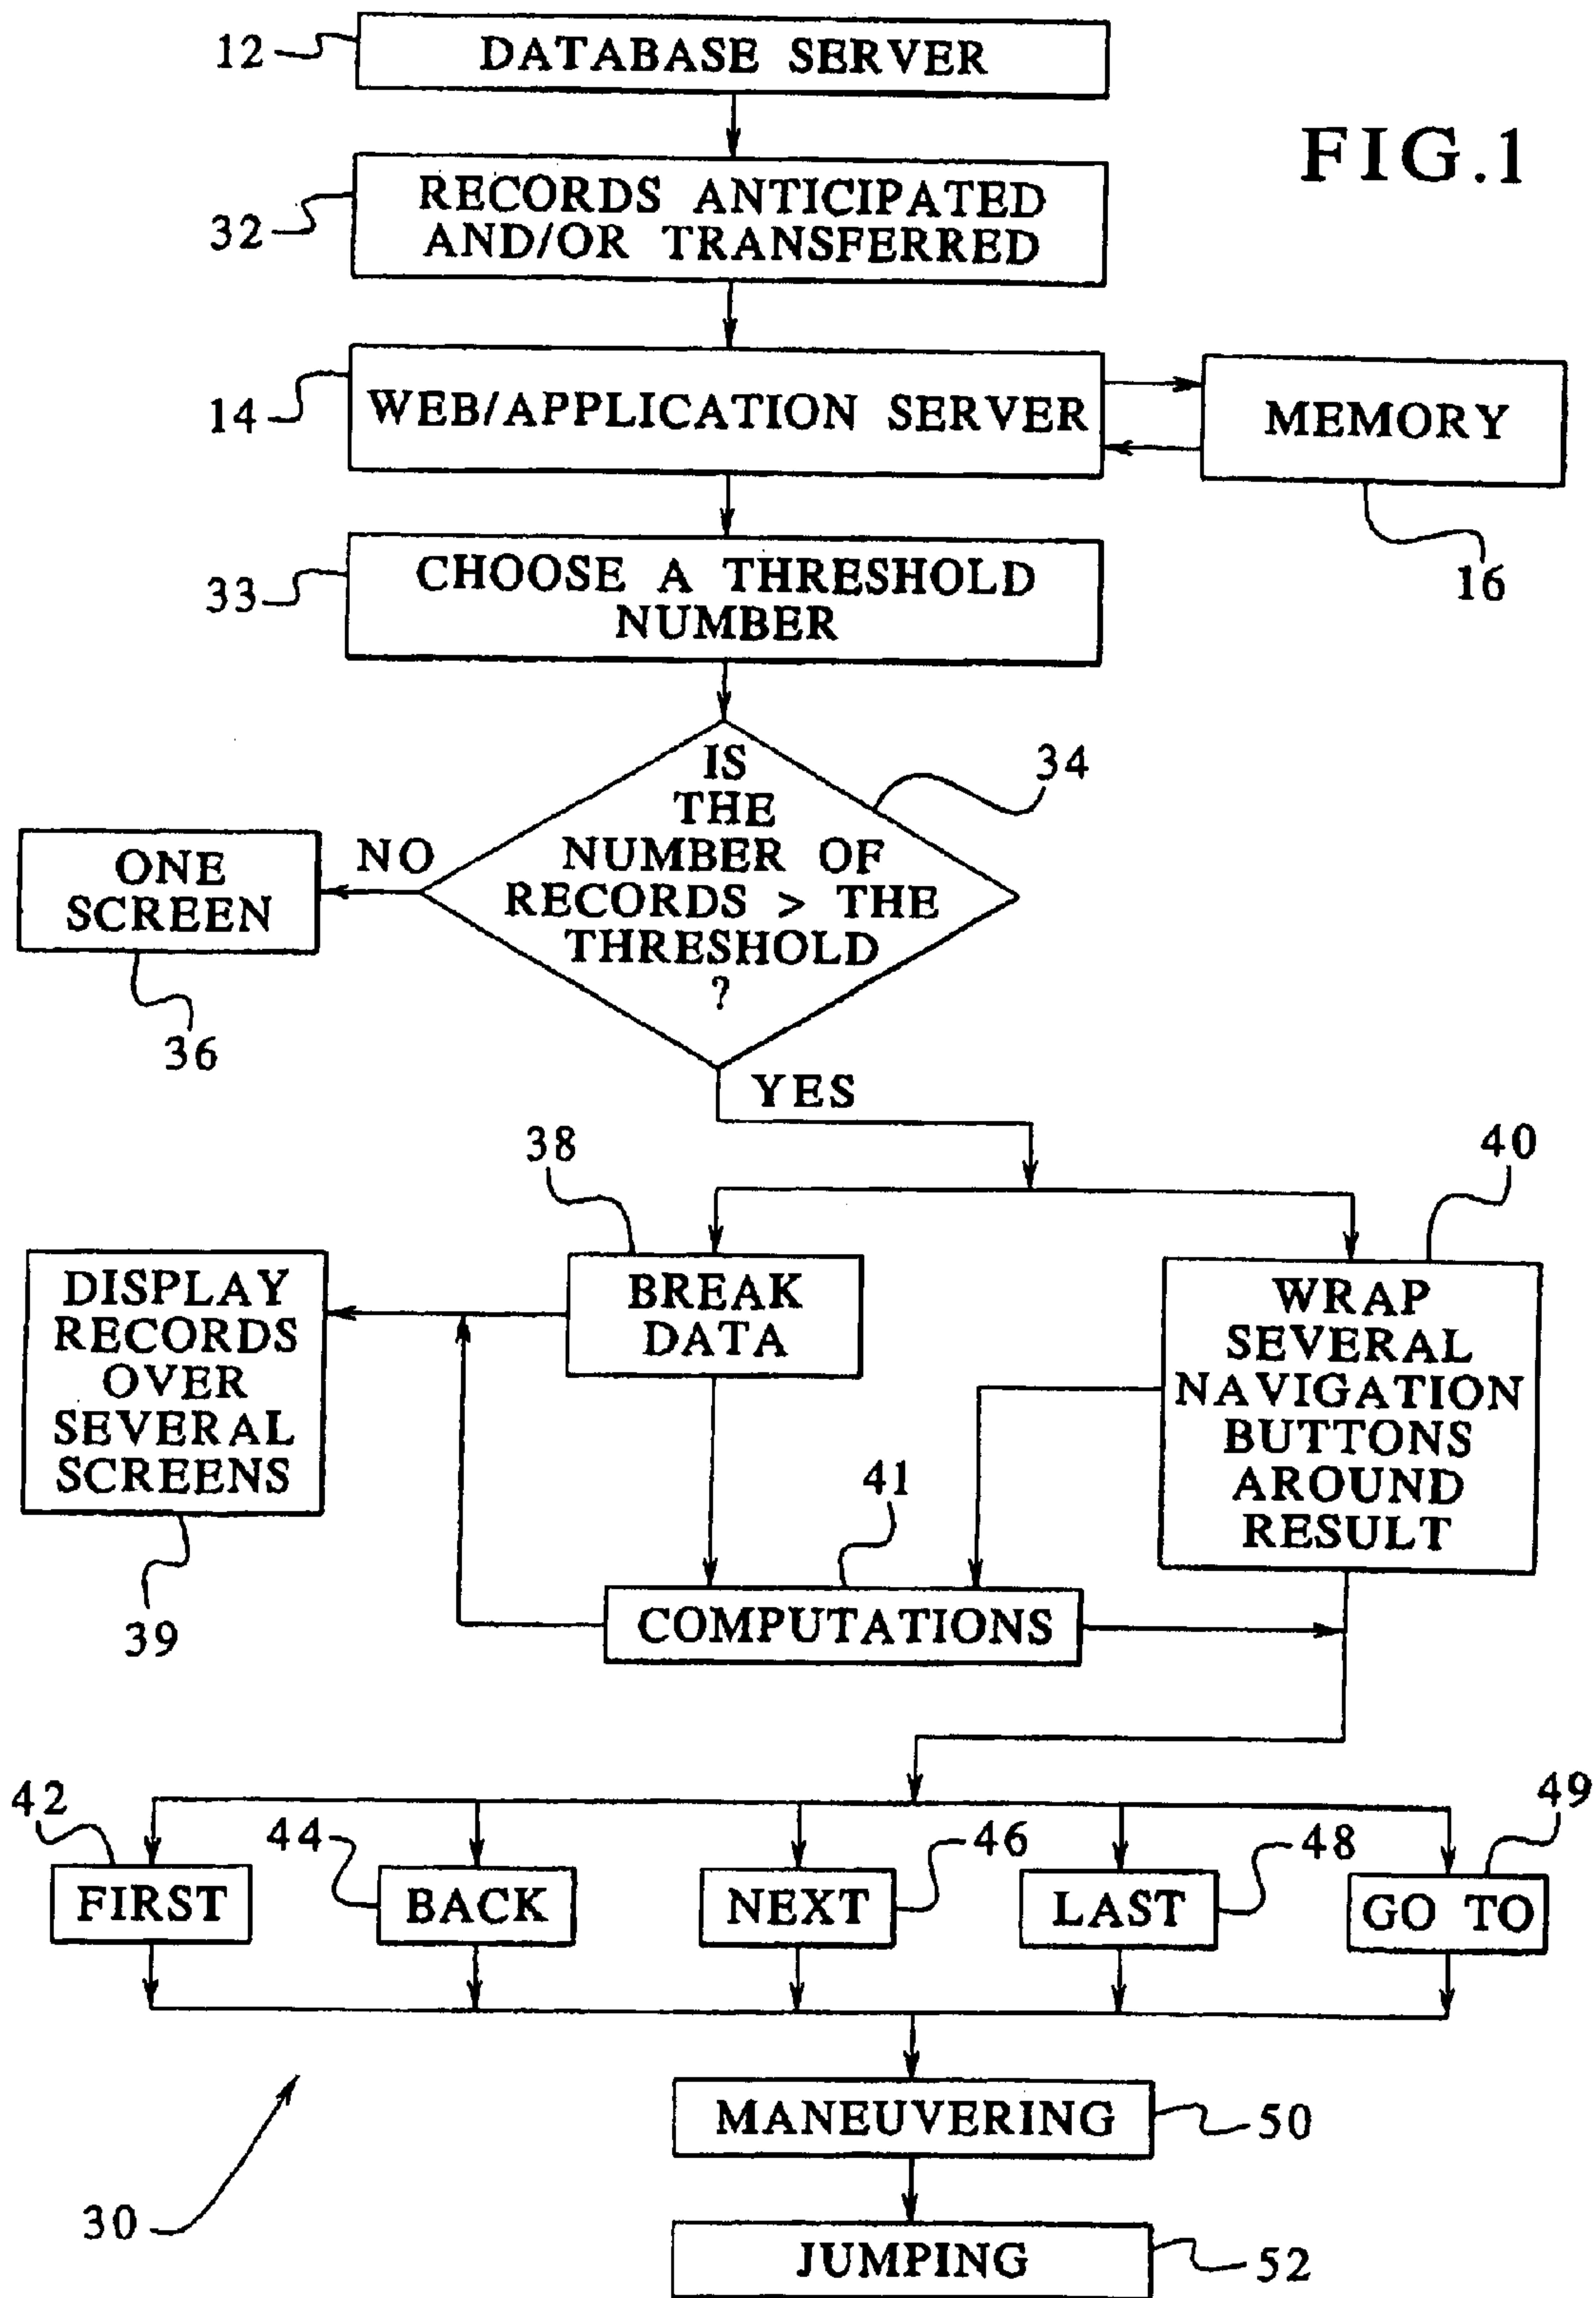 12
DATABASE SERVER
FIG.1
32
RECORDS ANTICIPATED
AND/OR TRANSFERRED
14
WEB/APPLICATION SERVER
MEMORY
16
33
CHOOSE A THRESHOLD
NUMBER
34
IS
THE
NUMBER OF
RECORDS > THE
THRESHOLD
?
NO
ONE
SCREEN
36
YES
38
40
BREAK
DATA
DISPLAY
RECORDS
OVER
SEVERAL
SCREENS
39
WRAP
SEVERAL
NAVIGATION
BUTTONS
AROUND
RESULT
41
COMPUTATIONS
42
FIRST
44
BACK
46
NEXT
48
LAST
49
GO TO
MANEUVERING
50
30
JUMPING
52